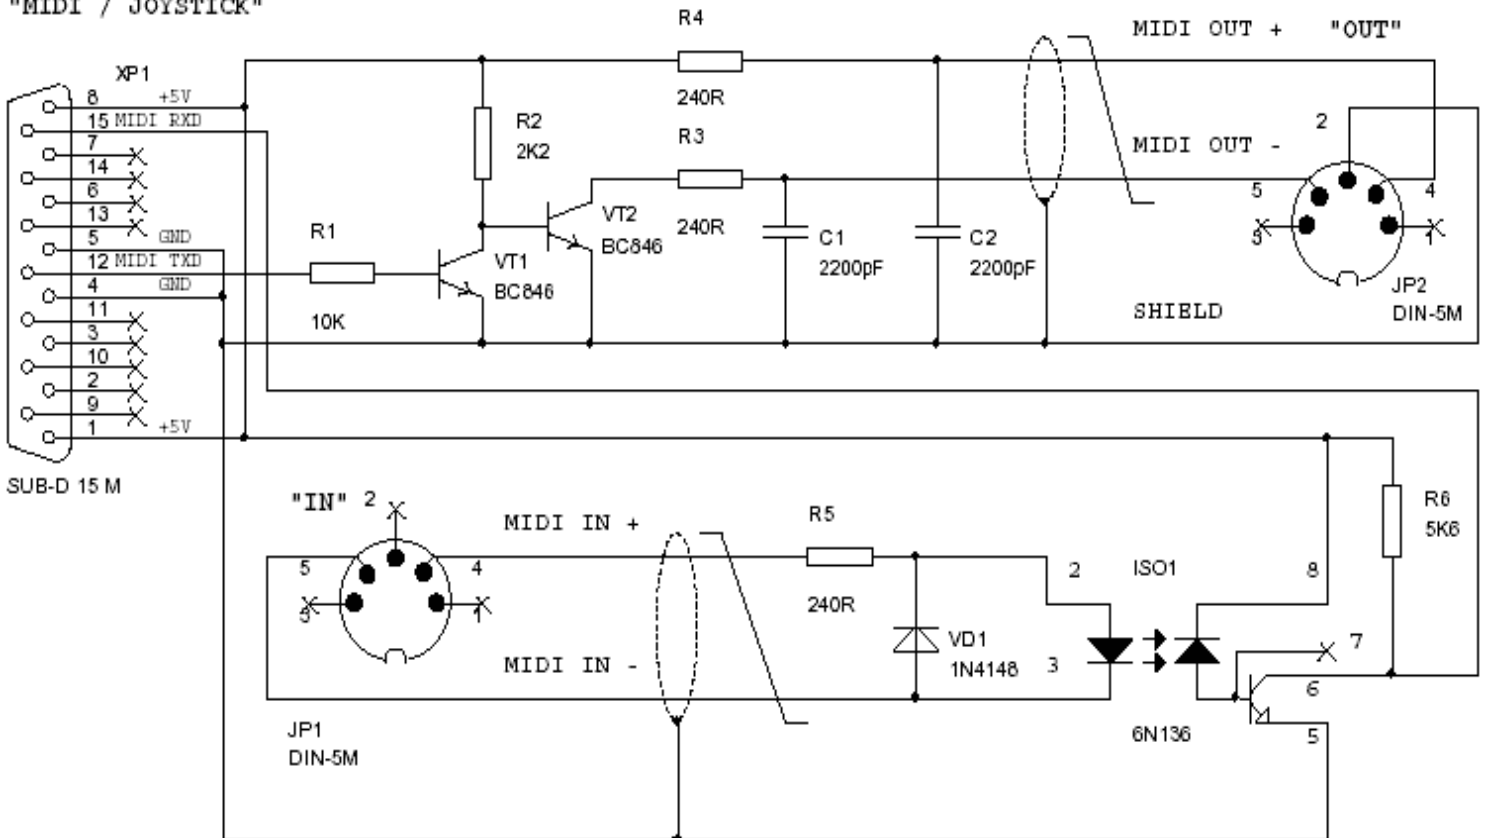 "MIDI / JOYSTICK"
R4
MIDI OUT + "OUT"
XP1
8 +5V
240R
15 MIDI RXD
R2
2K2
R3
2
7
MIDI OUT -
14
6
5
4
13
VT2
BC846
240R
R1
5 GND
C1
2200pF
C2
2200pF
3
1
12 MIDI TXD
VT1
BC846
4 GND
JP2
DIN-5M
11
10K
SHIELD
3
10
2
9
1 +5V
SUB-D 15 M
"IN" 2
MIDI IN +
R5
R6
5K6
5
4
240R
2
ISO1
8
3
1
MIDI IN -
VD1
1N4148
3
7
6
JP1
DIN-5M
6N136
5